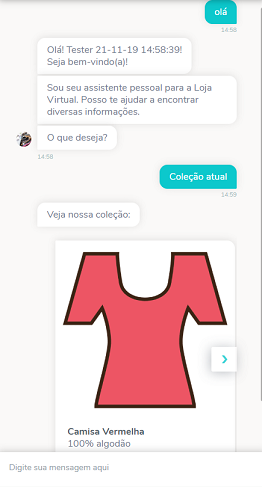 olá
14:58
Olá! Tester 21-11-19 14:58:39!
Seja bem-vindo(a)!
Sou seu assistente pessoal para a Loja
Virtual. Posso te ajudar a encontrar
diversas informações.
O que deseja?
14:58
Coleção atual
14:59
Veja nossa coleção:
Camisa Vermelha
100% algodão
Digite sua mensagem aqui